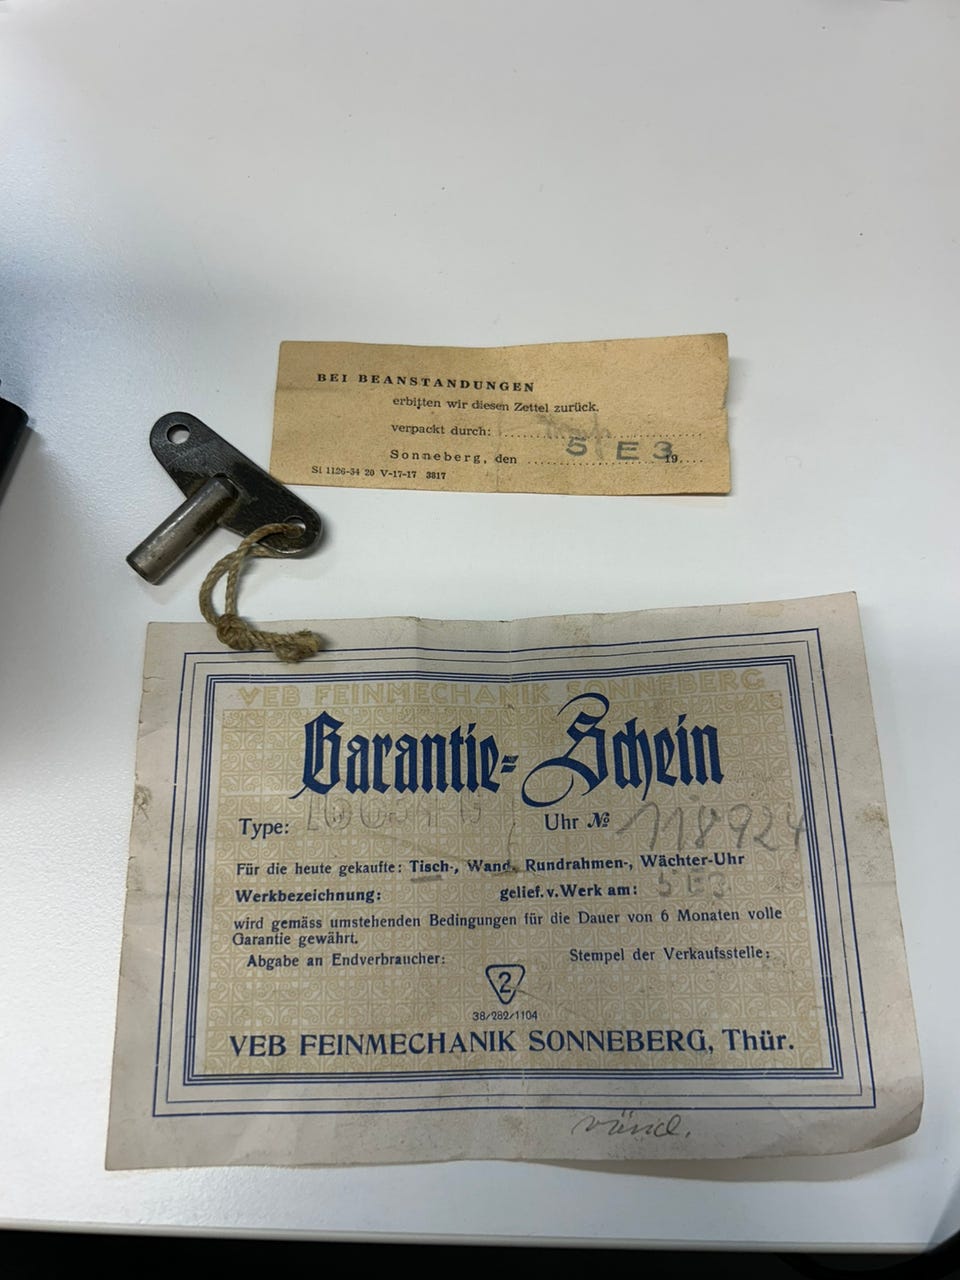 BEI BEANSTANDUNGEN
erbitten wir diesen Zettel zurück.
verpackt durch:
5 E 3
Sonneberg, den 19
Si 1126-54 20 V-17-17 3817
VEB FEINMECHANIK SONNEBERG
Garantie-Schein
Type: Uhr № 118924
Für die heute gekaufte: Tisch-, Wand, Rundrahmen-, Wächter-Uhr
Werkbezeichnung: gelief. v. Werk am: 5 E 3
wird gemäss umstehenden Bedingungen für die Dauer von 6 Monaten volle
Garantie gewährt.
Abgabe an Endverbraucher: Stempel der Verkaufsstelle:
2
38/282/1104
VEB FEINMECHANIK SONNEBERG, Thür.